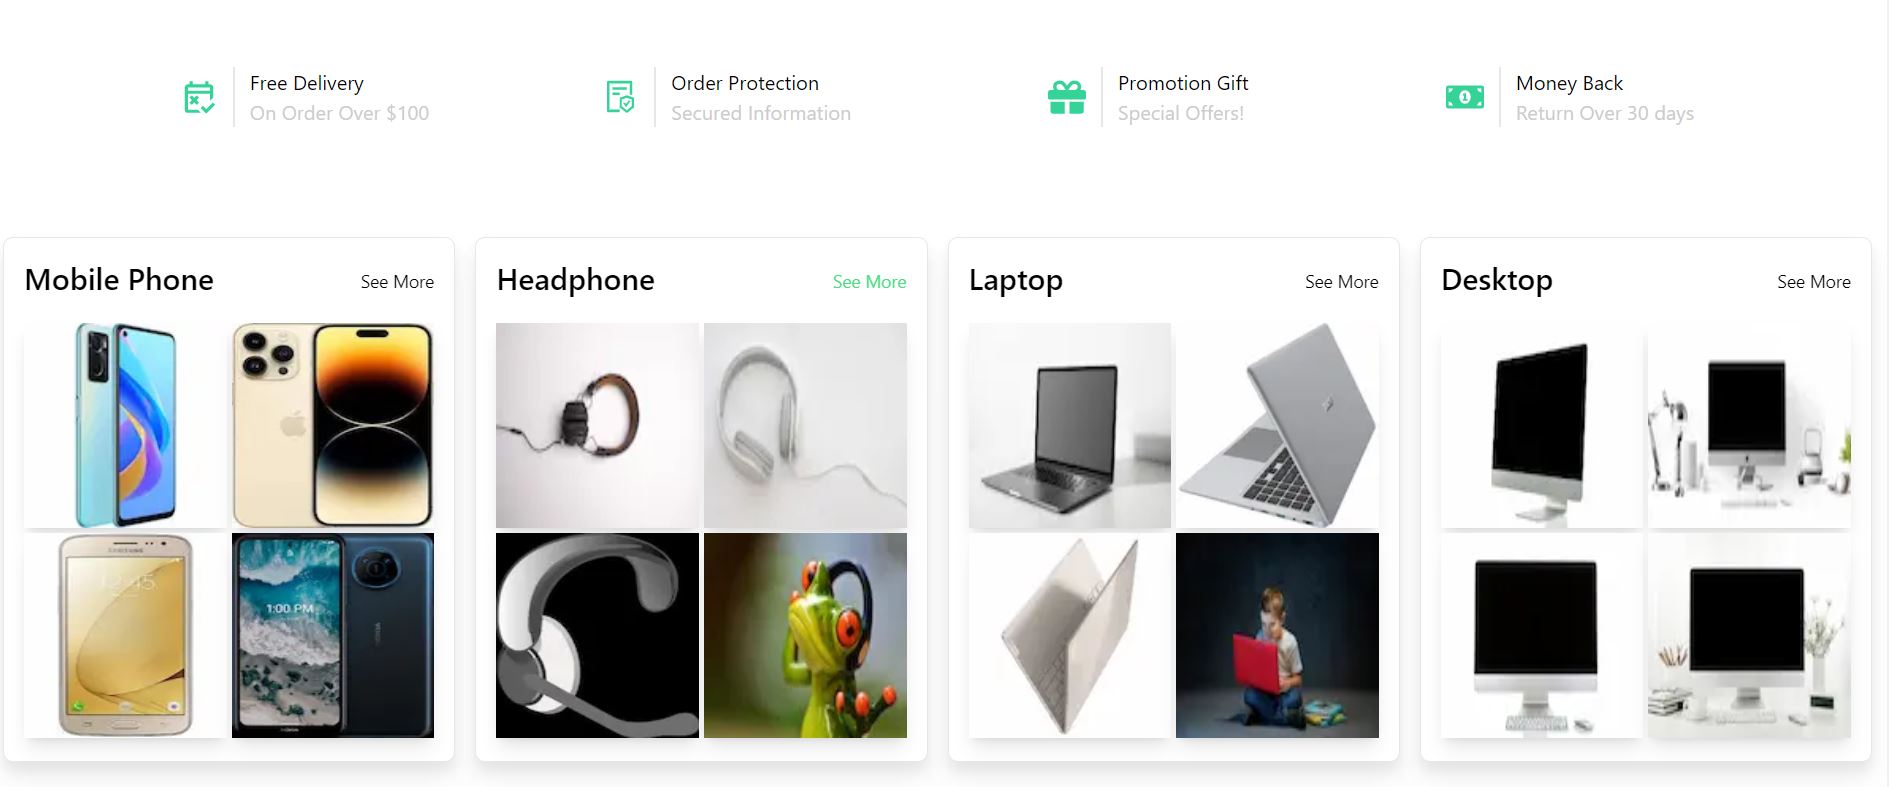 Free Delivery
On Order Over $100
Order Protection
Secured Information
Promotion Gift
Special Offers!
Money Back
Return Over 30 days
Mobile Phone
See More
Headphone
See More
Laptop
See More
Desktop
See More
SAMSUNG
12:45
1:00 PM
NOKIA